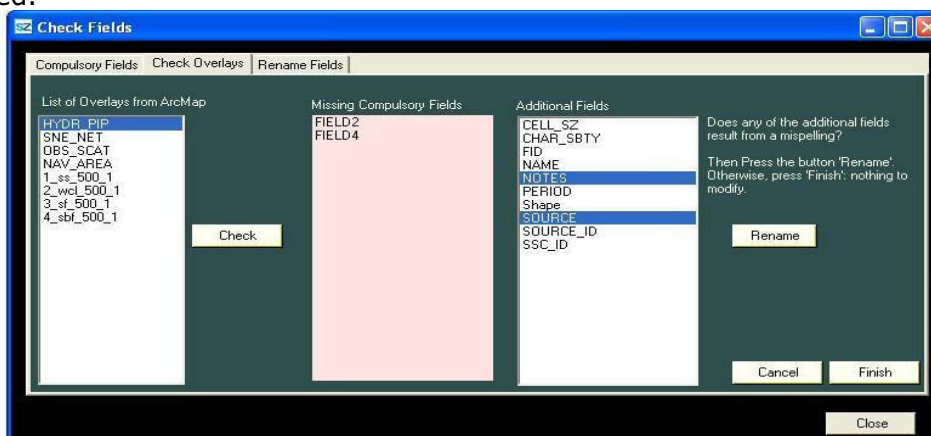 ed.
SZ Check Fields
Compulsory Fields Check Overlays Rename Fields
List of Overlays from ArcMap
HYDR_PIP
SNE_NET
OBS_SCAT
NAV_AREA
1_ss_500_1
2_wcl_500_1
3_sf_500_1
4_sbf_500_1
Check
Missing Compulsory Fields
FIELD2
FIELD4
Additional Fields
CELL_SZ
CHAR_SBTY
FID
NAME
NOTES
PERIOD
Shape
SOURCE
SOURCE_ID
SSC_ID
Does any of the additional fields
result from a mispelling?
Then Press the button 'Rename'.
Otherwise, press 'Finish': nothing to
modify.
Rename
Cancel Finish
Close